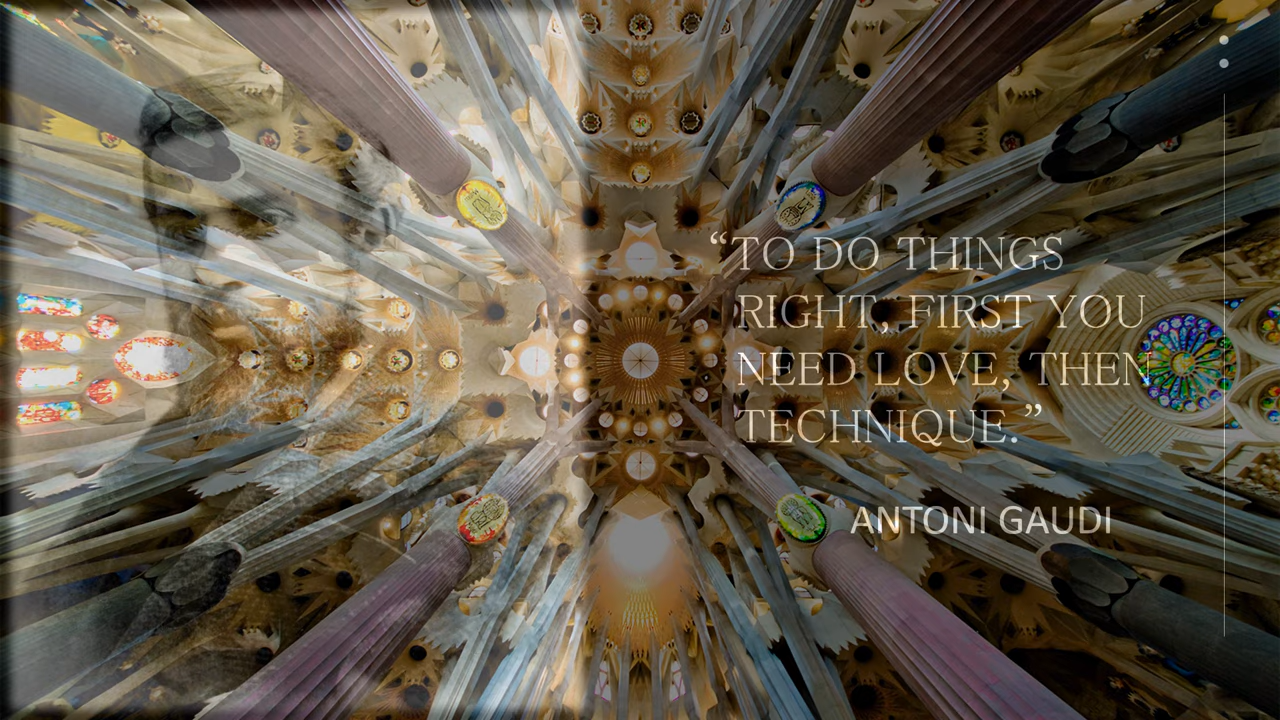 “TO DO THINGS
RIGHT, FIRST YOU
NEED LOVE, THEN
TECHNIQUE.”
ANTONI GAUDI